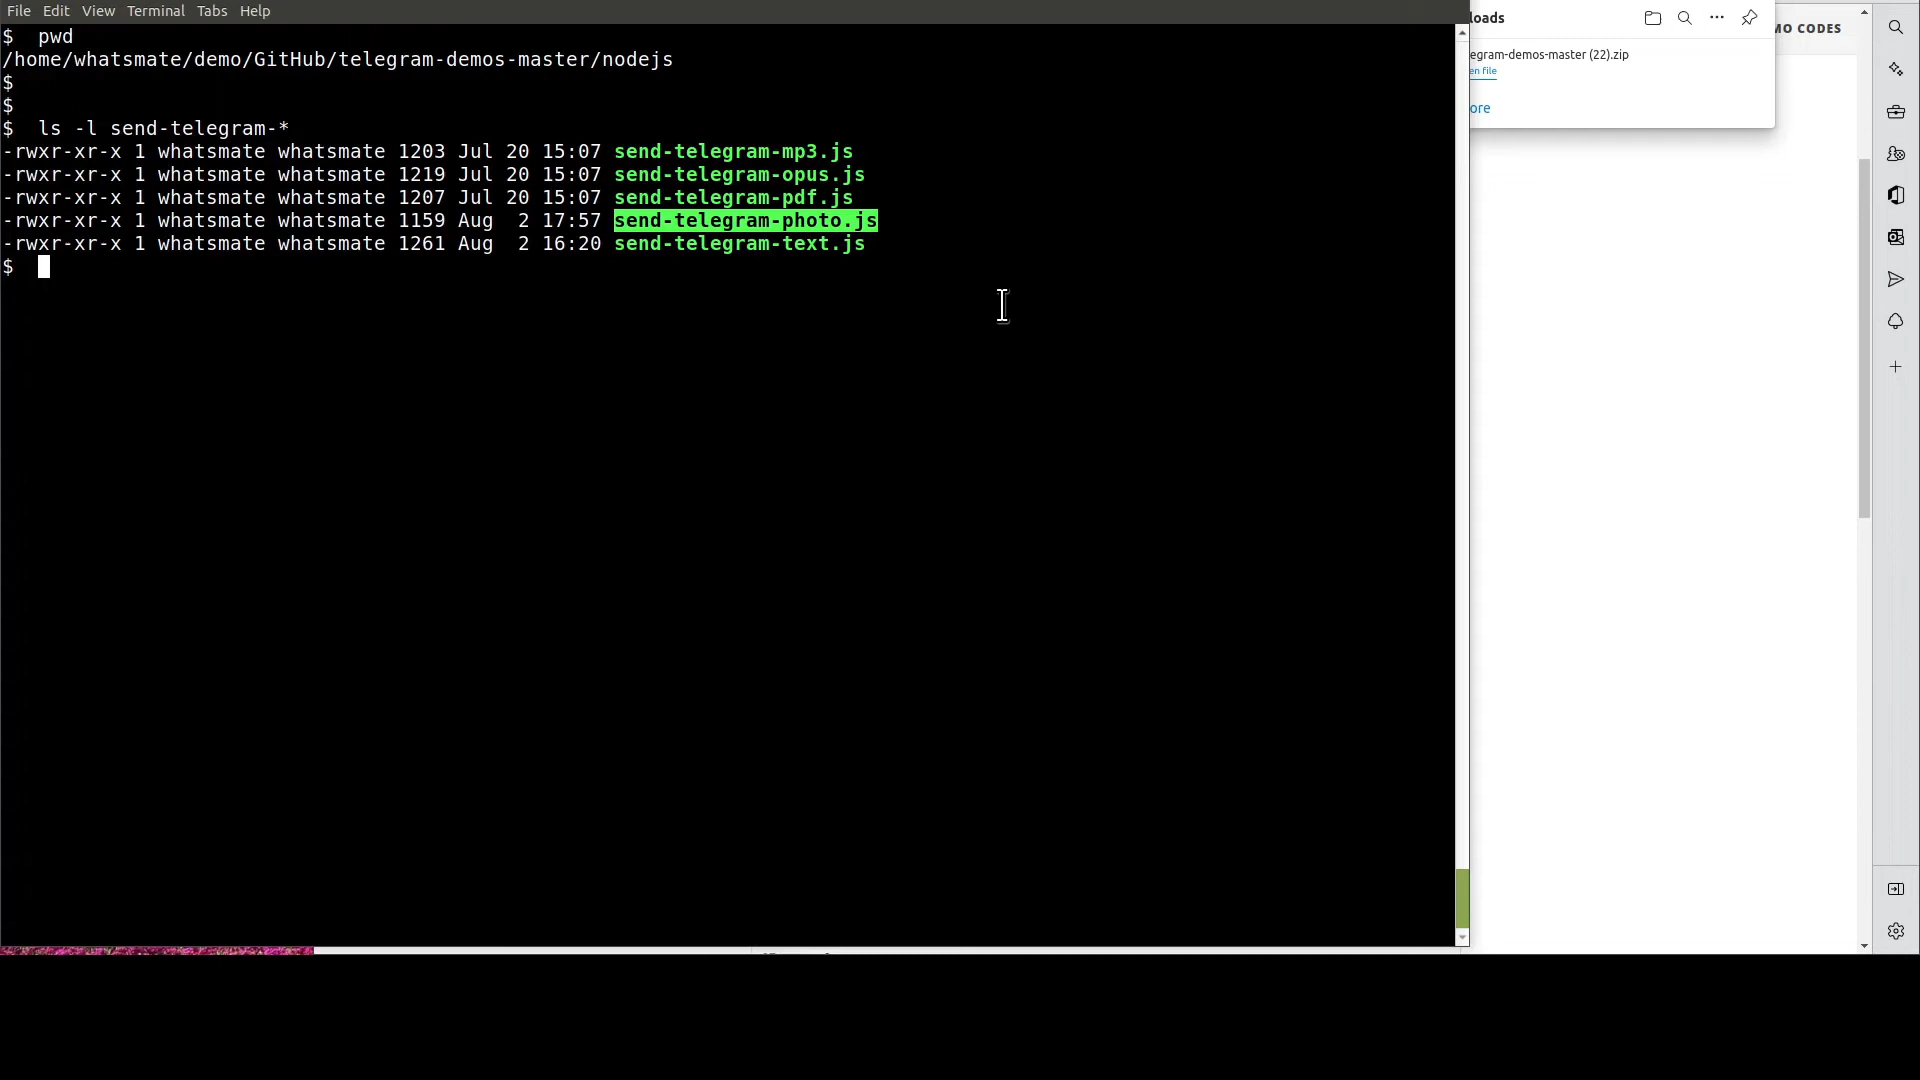 File Edit View Terminal Tabs Help
$ pwd
/home/whatsmate/demo/GitHub/telegram-demos-master/nodejs
$
$
$ ls -l send-telegram-*
-rwxr-xr-x 1 whatsmate whatsmate 1203 Jul 20 15:07 send-telegram-mp3.js
-rwxr-xr-x 1 whatsmate whatsmate 1219 Jul 20 15:07 send-telegram-opus.js
-rwxr-xr-x 1 whatsmate whatsmate 1207 Jul 20 15:07 send-telegram-pdf.js
-rwxr-xr-x 1 whatsmate whatsmate 1159 Aug  2 17:57 send-telegram-photo.js
-rwxr-xr-x 1 whatsmate whatsmate 1261 Aug  2 16:20 send-telegram-text.js
$
loads
egram-demos-master (22).zip
en file
ore
MO CODES